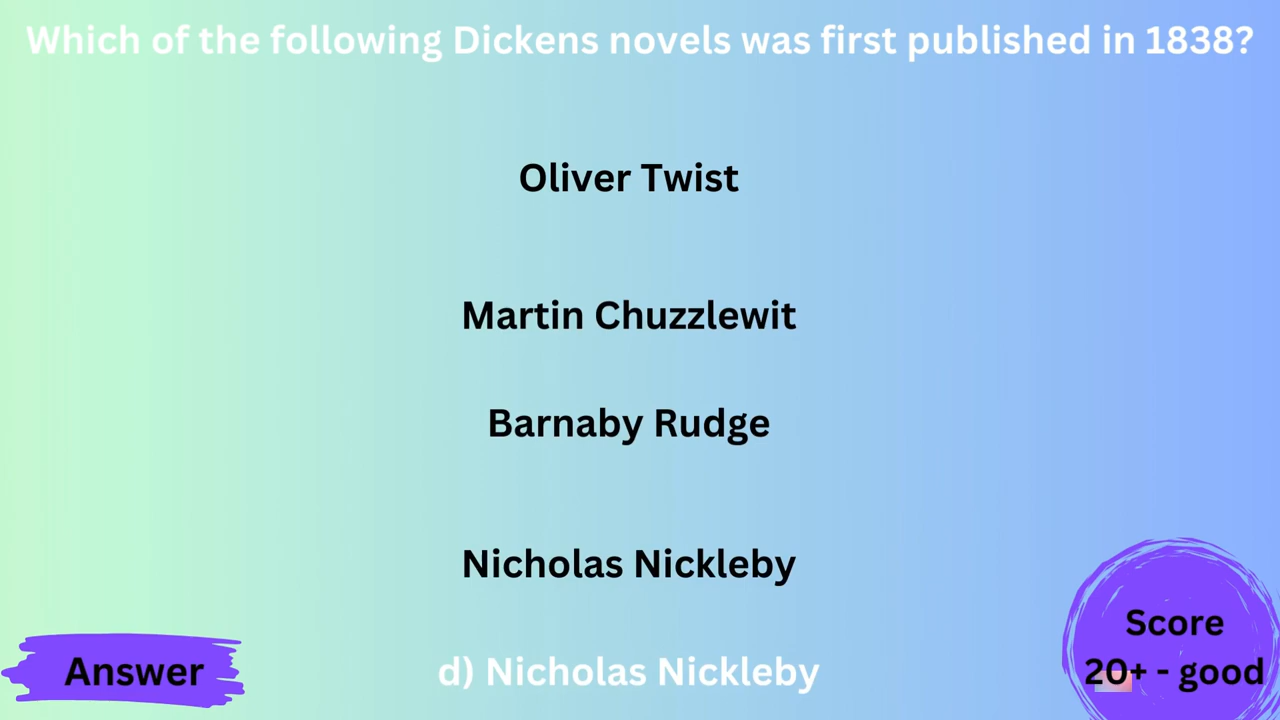 Which of the following Dickens novels was first published in 1838?
Oliver Twist
Martin Chuzzlewit
Barnaby Rudge
Nicholas Nickleby
Answer
d) Nicholas Nickleby
Score
20+ - good